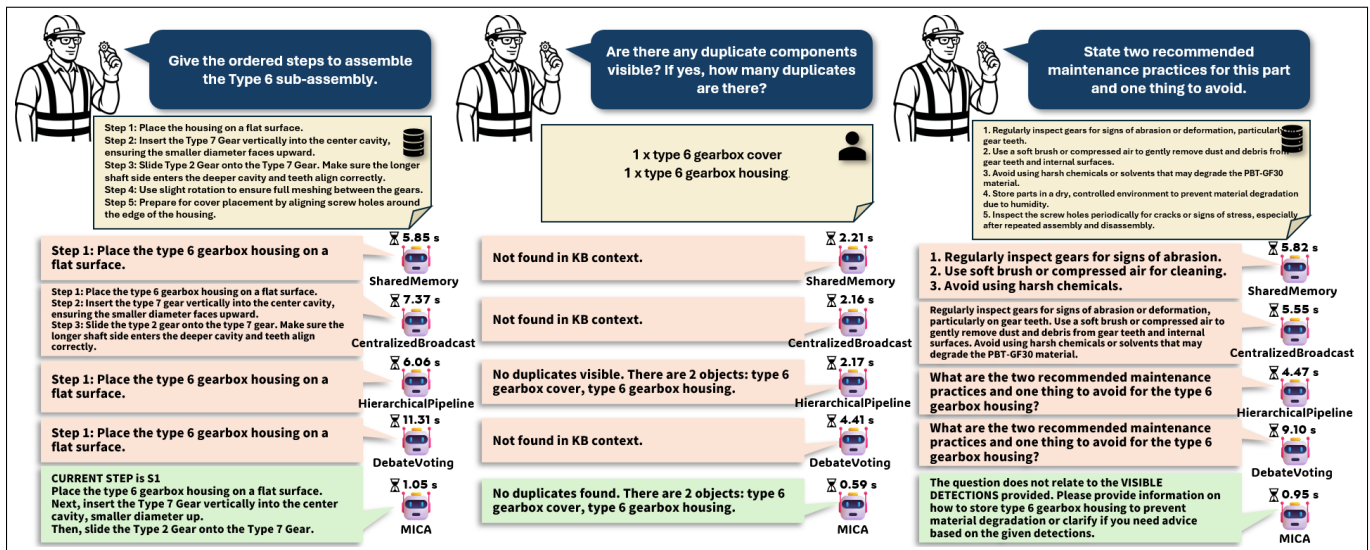 Give the ordered steps to assemble
the Type 6 sub-assembly.
Step 1: Place the housing on a flat surface.
Step 2: Insert the Type 7 Gear vertically into the center cavity,
ensuring the smaller diameter faces upward.
Step 3: Slide Type 2 Gear onto the Type 7 Gear. Make sure the longer
shaft side enters the deeper cavity and teeth align correctly.
Step 4: Use slight rotation to ensure full meshing between the gears.
Step 5: Prepare for cover placement by aligning screw holes around
the edge of the housing.
Step 1: Place the type 6 gearbox housing on a
flat surface.
5.85 s
SharedMemory
Step 1: Place the type 6 gearbox housing on a flat surface.
Step 2: Insert the type 7 gear vertically into the center cavity,
ensuring the smaller diameter faces upward.
Step 3: Slide the type 2 gear onto the type 7 gear. Make sure the
longer shaft side enters the deeper cavity and teeth align
correctly.
7.37 s
CentralizedBroadcast
Step 1: Place the type 6 gearbox housing on a
flat surface.
6.06 s
HierarchicalPipeline
Step 1: Place the type 6 gearbox housing on a
flat surface.
11.31 s
DebateVoting
CURRENT STEP is S1
Place the type 6 gearbox housing on a flat surface.
Next, insert the Type 7 Gear vertically into the center
cavity, smaller diameter up.
Then, slide the Type 2 Gear onto the Type 7 Gear.
1.05 s
MICA
Are there any duplicate components
visible? If yes, how many duplicates
are there?
1 x type 6 gearbox cover
1 x type 6 gearbox housing
Not found in KB context.
2.21 s
SharedMemory
Not found in KB context.
2.16 s
CentralizedBroadcast
No duplicates visible. There are 2 objects: type 6
gearbox cover, type 6 gearbox housing.
2.17 s
HierarchicalPipeline
Not found in KB context.
4.41 s
DebateVoting
No duplicates found. There are 2 objects: type 6
gearbox cover, type 6 gearbox housing.
0.59 s
MICA
State two recommended
maintenance practices for this part
and one thing to avoid.
1. Regularly inspect gears for signs of abrasion or deformation, particularly on
gear teeth.
2. Use a soft brush or compressed air to gently remove dust and debris from
gear teeth and internal surfaces.
3. Avoid using harsh chemicals or solvents that may degrade the PBT-GF30
material.
4. Store parts in a dry, controlled environment to prevent material degradation
due to humidity.
5. Inspect the screw holes periodically for cracks or signs of stress, especially
after repeated assembly and disassembly.
1. Regularly inspect gears for signs of abrasion.
2. Use soft brush or compressed air for cleaning.
3. Avoid using harsh chemicals.
5.82 s
SharedMemory
Regularly inspect gears for signs of abrasion or deformation,
particularly on gear teeth. Use a soft brush or compressed air to
gently remove dust and debris from gear teeth and internal
surfaces. Avoid using harsh chemicals or solvents that may
degrade the PBT-GF30 material.
5.55 s
CentralizedBroadcast
What are the two recommended maintenance
practices and one thing to avoid for the type 6
gearbox housing?
4.47 s
HierarchicalPipeline
What are the two recommended maintenance
practices and one thing to avoid for the type 6
gearbox housing?
9.10 s
DebateVoting
The question does not relate to the VISIBLE
DETECTIONS provided. Please provide information on
how to store type 6 gearbox housing to prevent
material degradation or clarify if you need advice
based on the given detections.
0.95 s
MICA